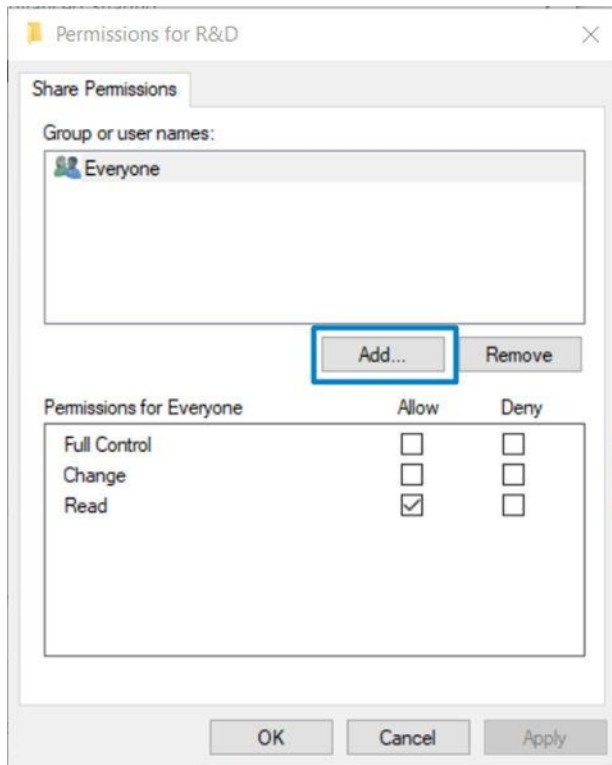 Permissions for R&D
Share Permissions
Group or user names:
Everyone
Add... Remove
Permissions for Everyone Allow Deny
Full Control
Change
Read
OK Cancel Apply